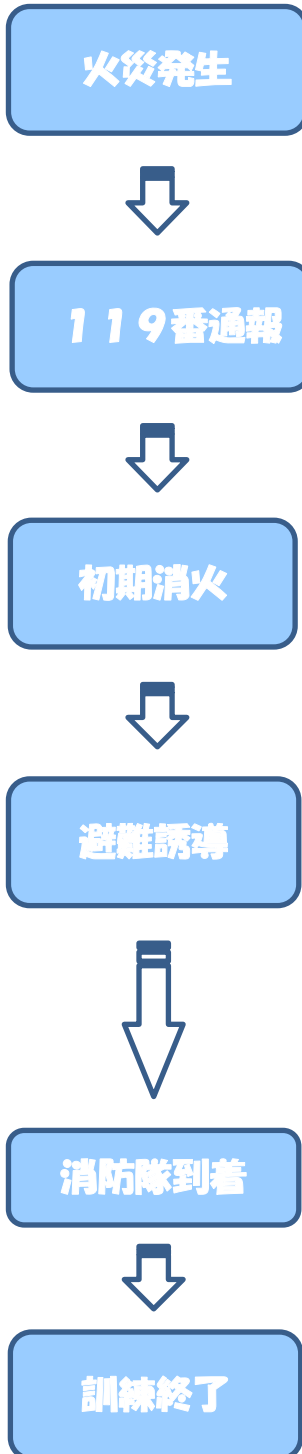 火災発生
１１９番通報
初期消火
避難誘導
消防隊到着
訓練終了